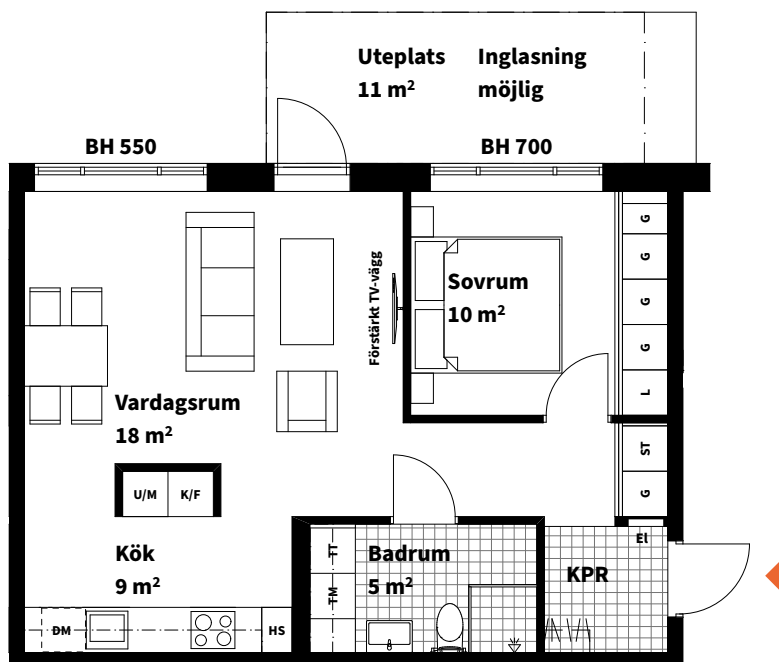 Uteplats
11 m²
Inglasning
möjlig
BH 550
BH 700
G
G
G
G
L
Sovrum
10 m²
Förstärkt TV-vägg
Vardagsrum
18 m²
ST
G
U/M
K/F
El
Kök
9 m²
TT
Badrum
5 m²
TM
KPR
DM
HS